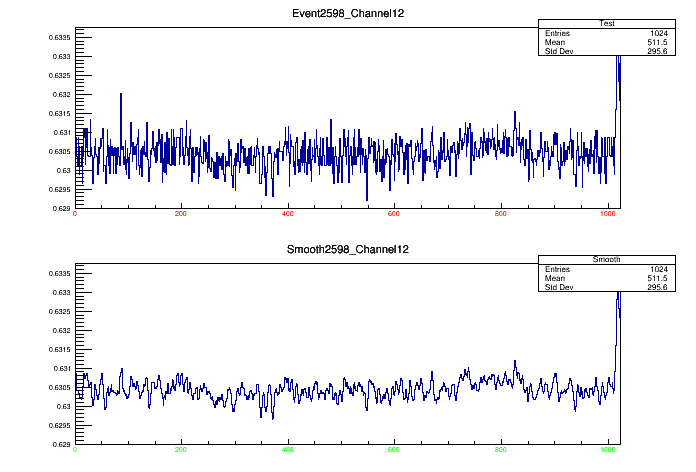 Event2598_Channel12
Test
Entries 1024
Mean 511.5
Std Dev 295.6
0.6335
0.633
0.6325
0.632
0.6315
0.631
0.6305
0.63
0.6295
0.629
0 200 400 600 800 1000
Smooth2598_Channel12
Smooth
Entries 1024
Mean 511.5
Std Dev 295.6
0.6335
0.633
0.6325
0.632
0.6315
0.631
0.6305
0.63
0.6295
0.629
0 200 400 600 800 1000